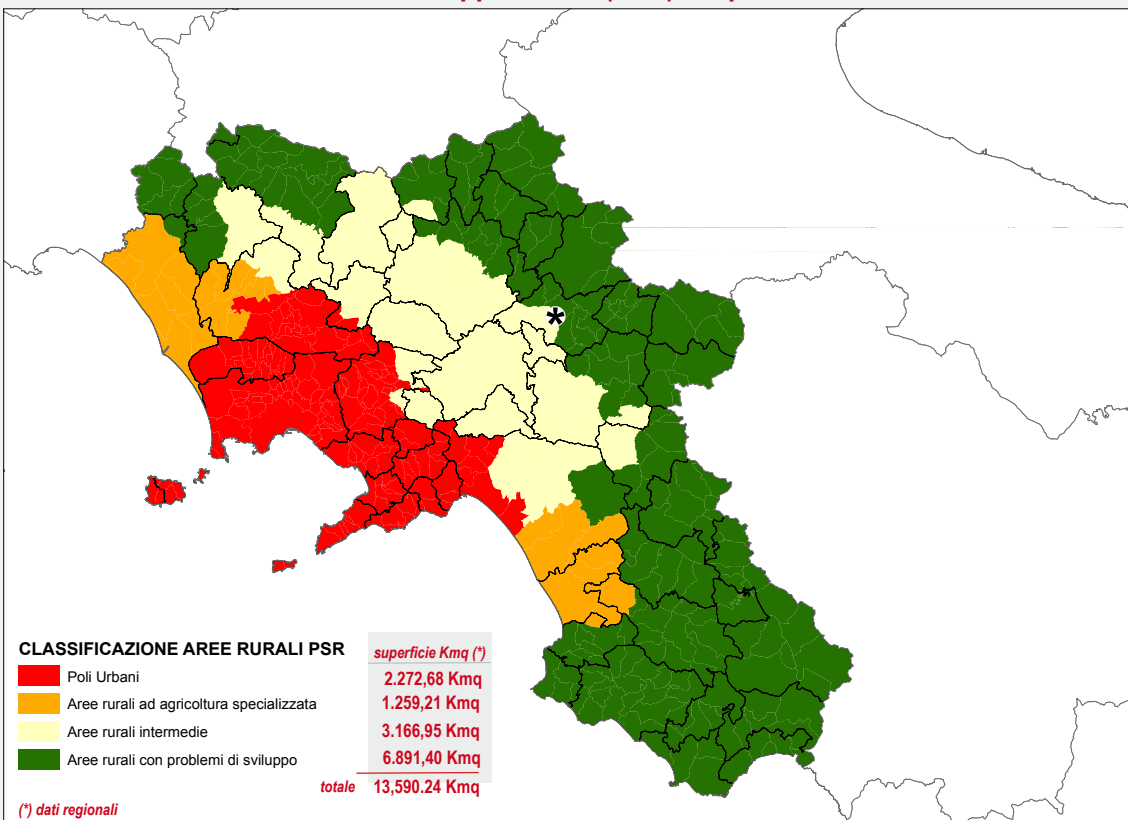 *
CLASSIFICAZIONE AREE RURALI PSR
superficie Kmq (*)
Poli Urbani
2.272,68 Kmq
Aree rurali ad agricoltura specializzata
1.259,21 Kmq
Aree rurali intermedie
3.166,95 Kmq
Aree rurali con problemi di sviluppo
6.891,40 Kmq
totale 13,590.24 Kmq
(*) dati regionali